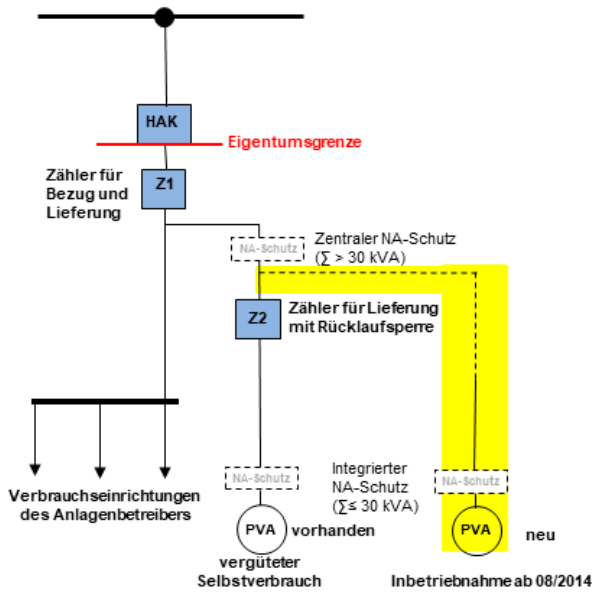 HAK
Eigentumsgrenze
Zähler für
Bezug und
Lieferung
Z1
NA-Schutz
Zentraler NA-Schutz
(∑ > 30 kVA)
Z2
Zähler für Lieferung
mit Rücklaufsperre
Verbrauchseinrichtungen
des Anlagenbetreibers
NA-Schutz
Integrierter
NA-Schutz
(∑≤ 30 kVA)
NA-Schutz
PVA
vorhanden
PVA
neu
vergüteter
Selbstverbrauch
Inbetriebnahme ab 08/2014